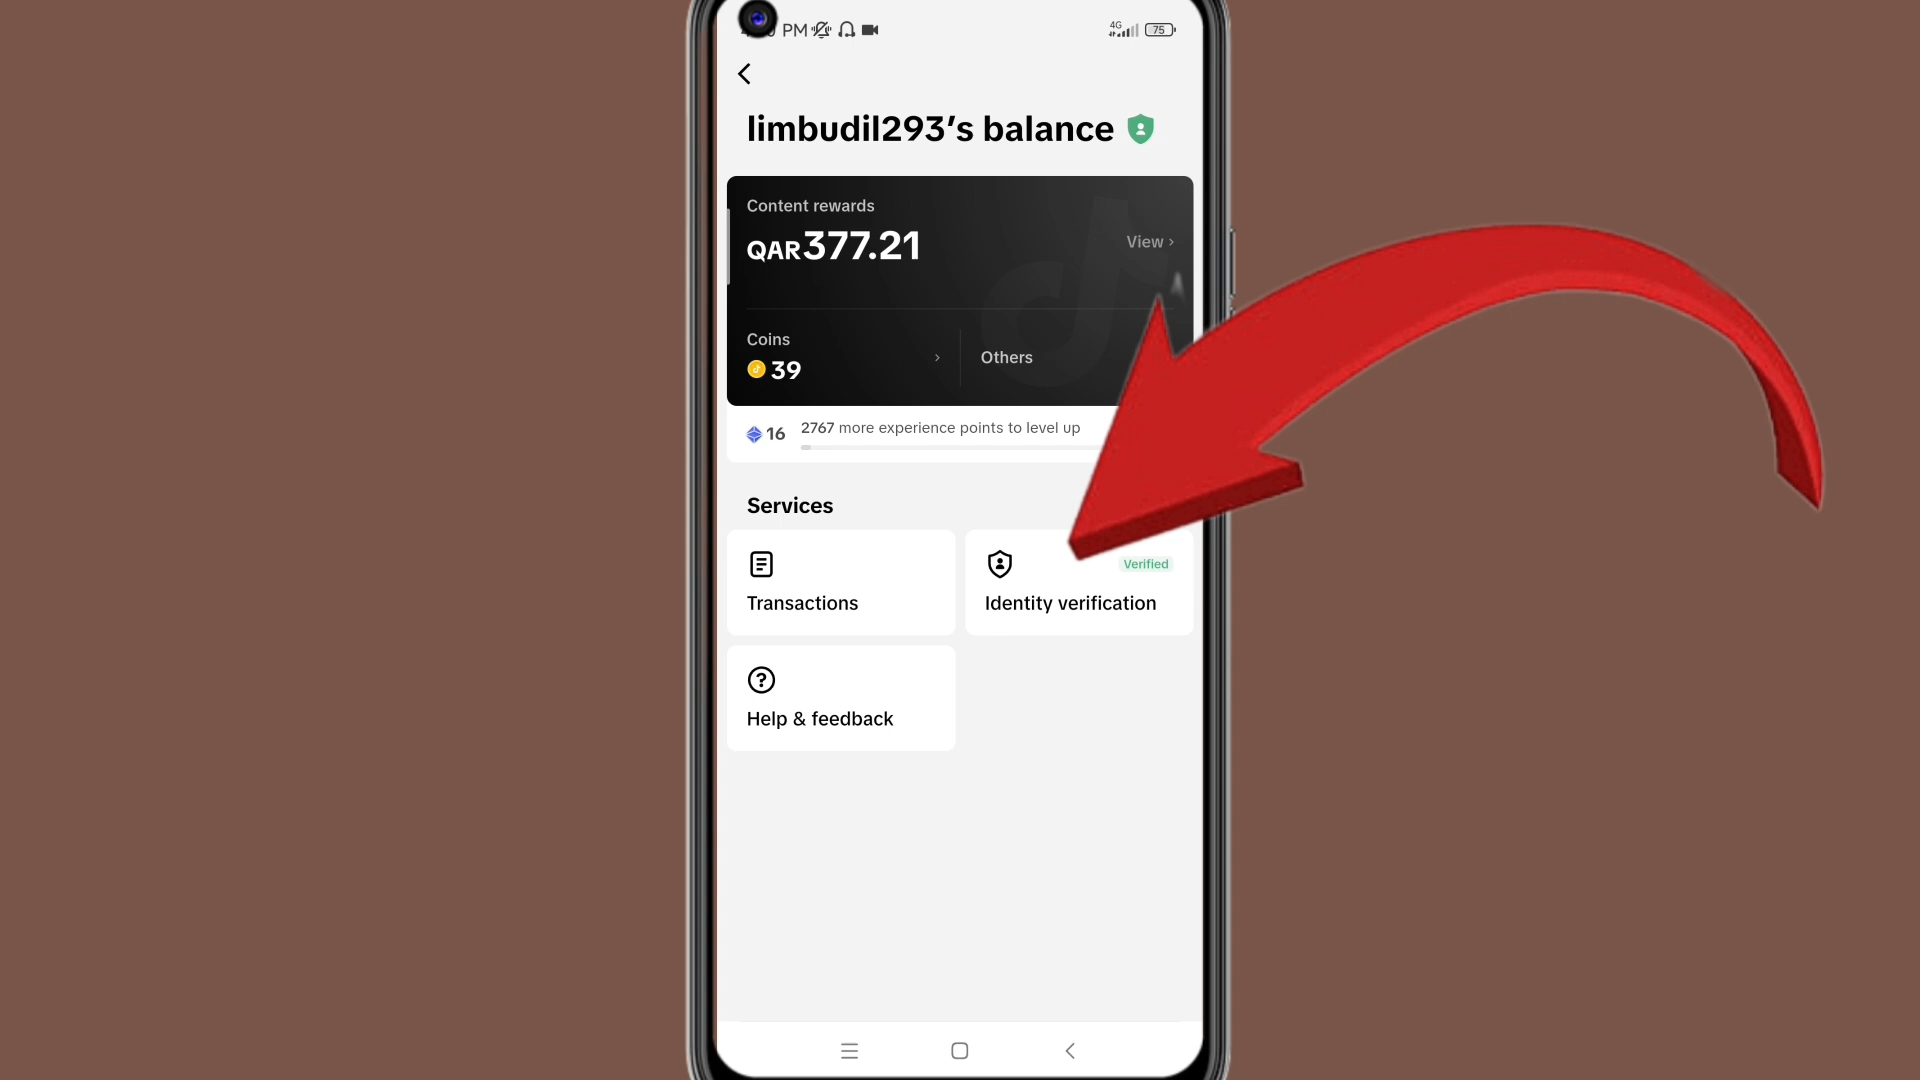 PM
4G
75
limbudil293's balance
Content rewards
QAR377.21
View ›
Coins
39
Others
16
2767 more experience points to level up
Services
Transactions
Verified
Identity verification
Help & feedback